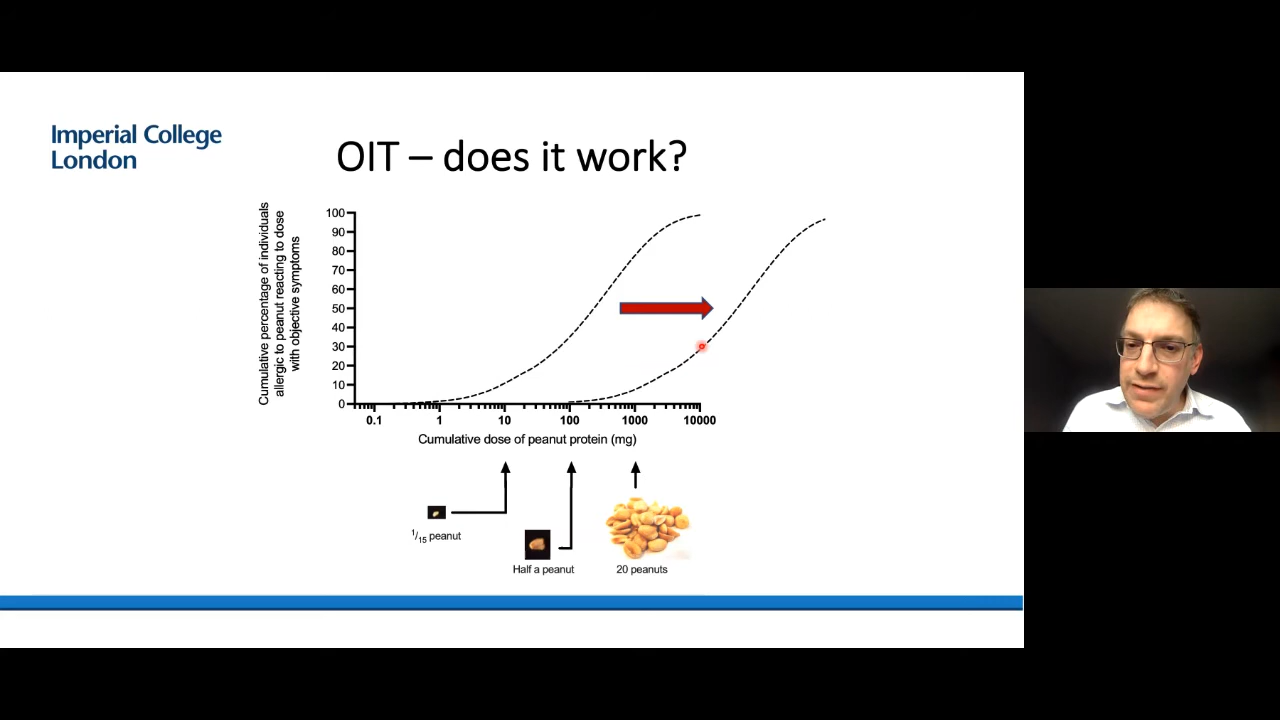 Imperial College
London
OIT – does it work?
Cumulative percentage of individuals
allergic to peanut reacting to dose
with objective symptoms
100
90
80
70
60
50
40
30
20
10
0
0.1 1 10 100 1000 10000
Cumulative dose of peanut protein (mg)
1/15 peanut
Half a peanut
20 peanuts